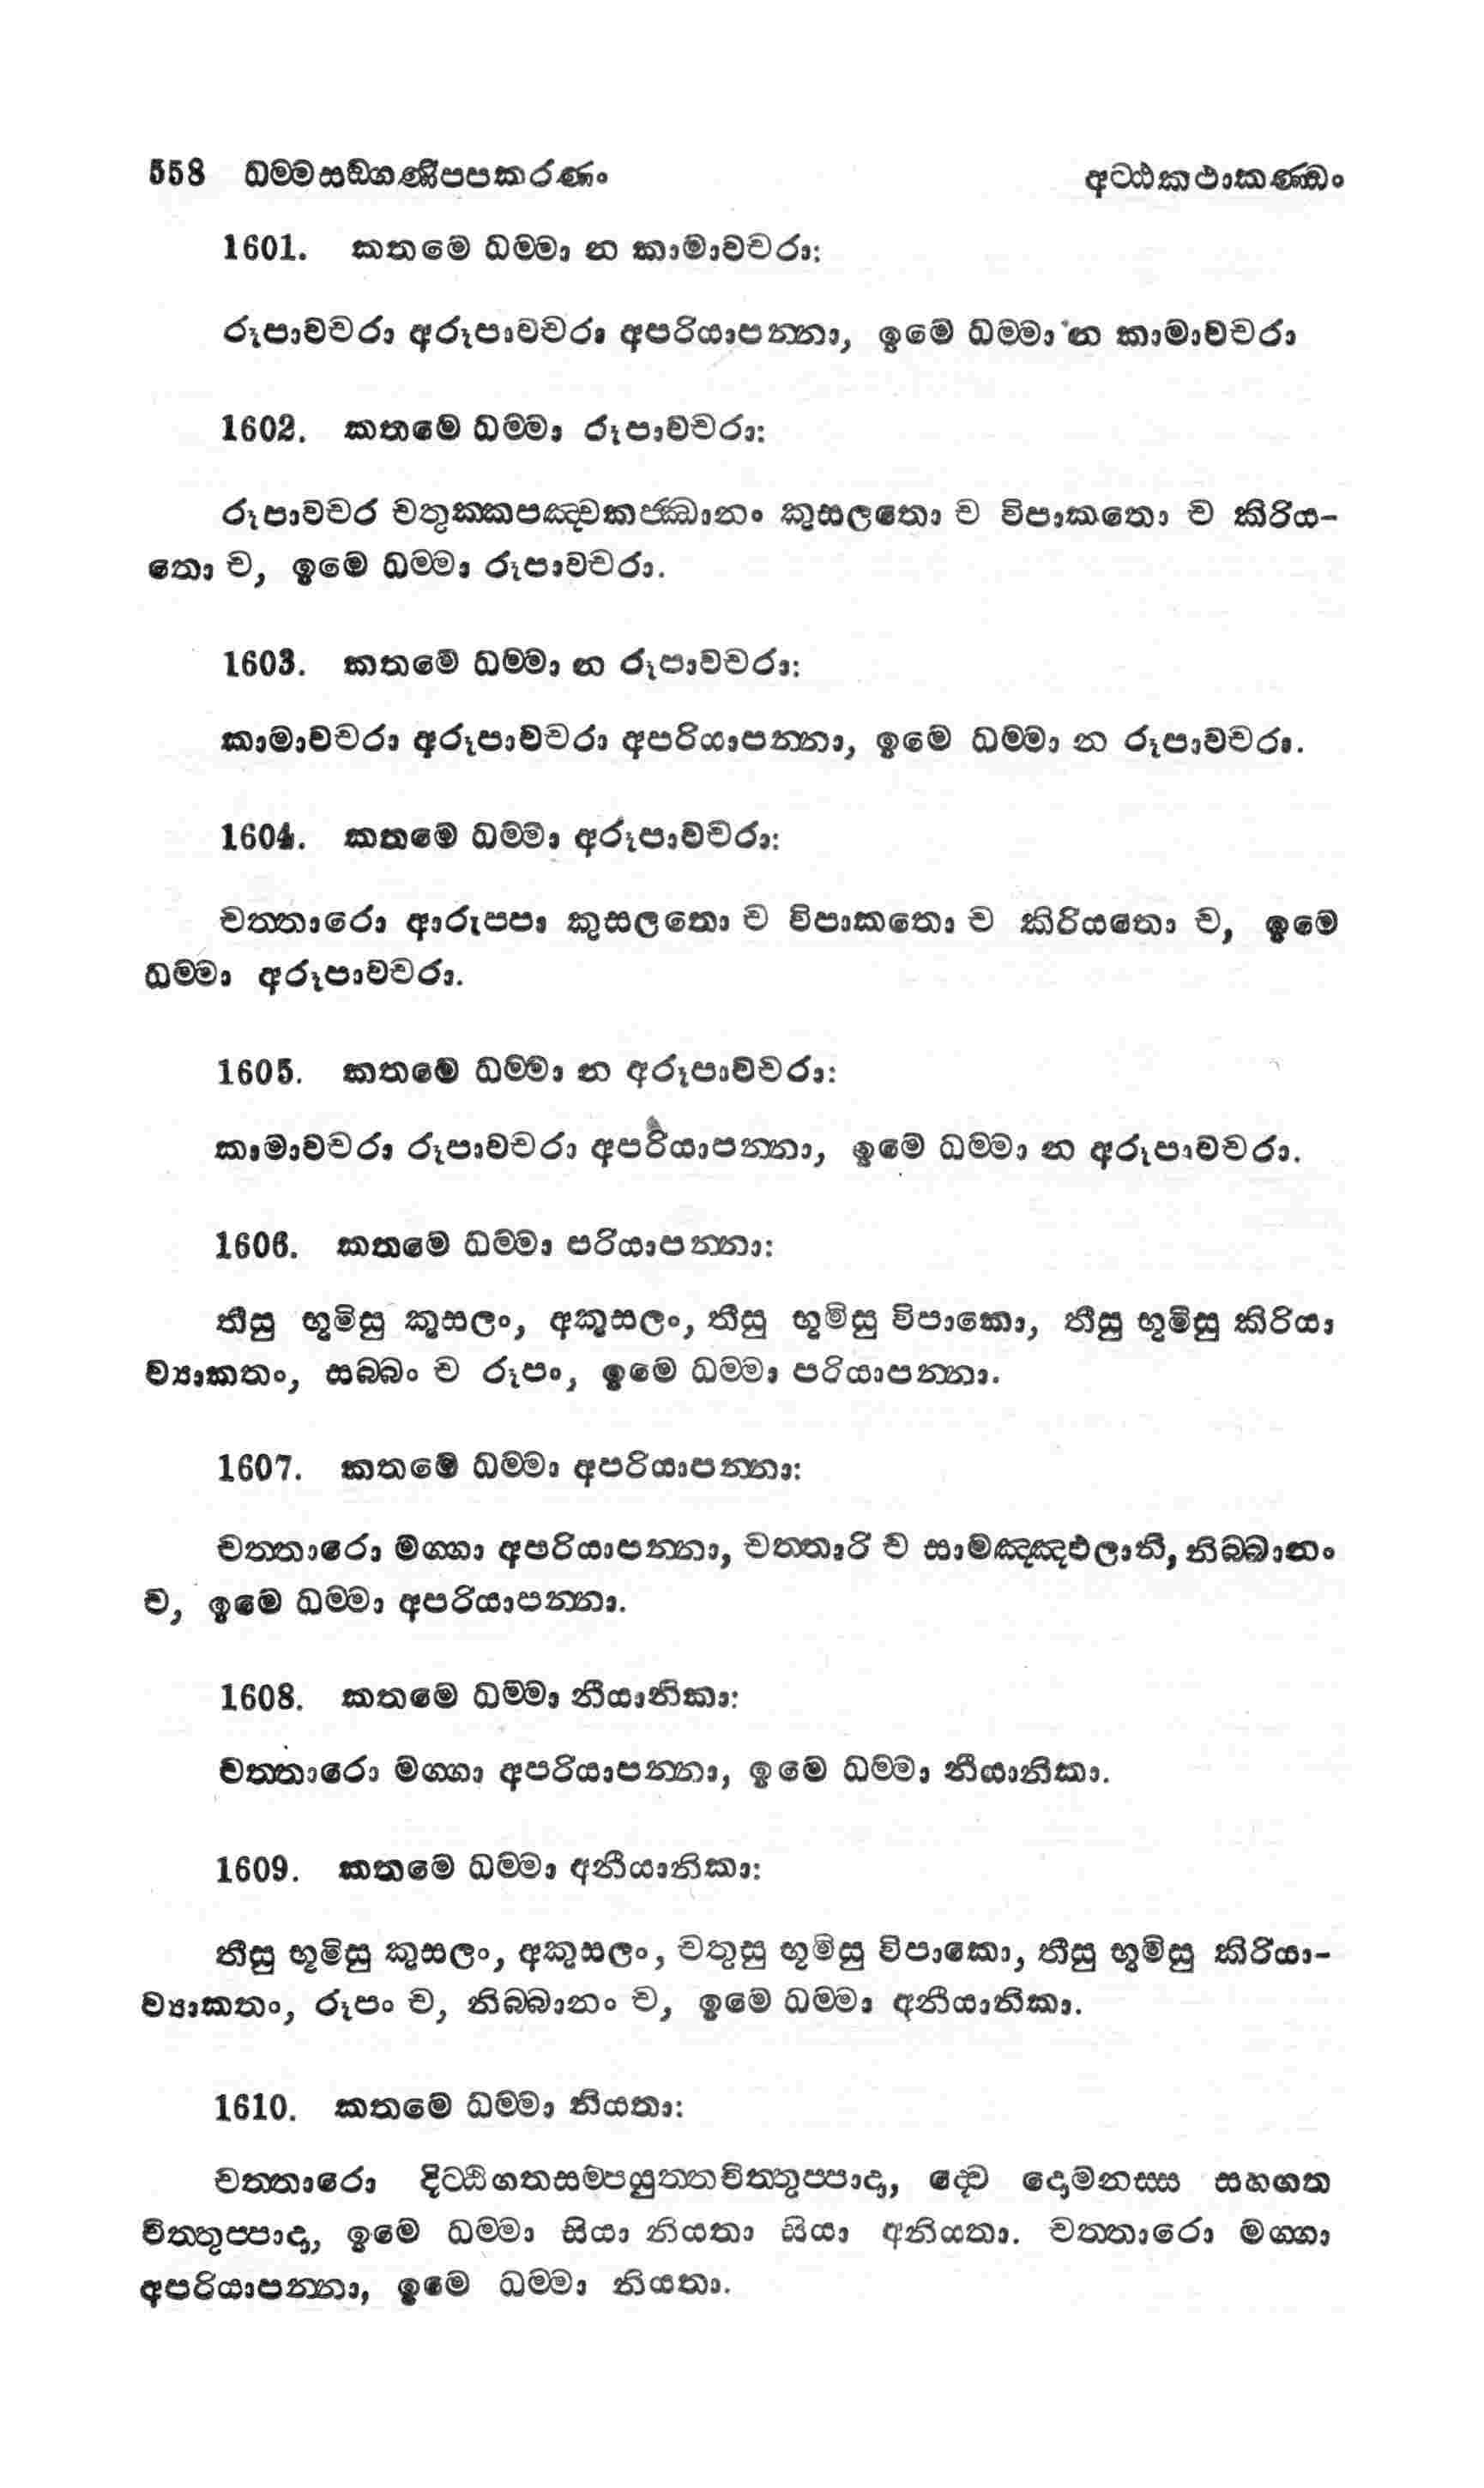 558 ධම්මසඞ්ගණිප්පකරණං අට්ඨකථාකණ්ඩං
1601. කතමෙ ධම්මා න කාමාවචරා:
රූපාවචරා අරූපාවචරා අපරියාපන්නා, ඉමෙ ධම්මා න කාමාවචරා
1602. කතමෙ ධම්මා රූපාවචරා:
රූපාවචර චතුක්කපඤ්චකජ්ඣානං කුසලතො ච විපාකතො ච කිරිය-
තො ච, ඉමෙ ධම්මා රූපාවචරා.
1603. කතමෙ ධම්මා න රූපාවචරා:
කාමාවචරා අරූපාවචරා අපරියාපන්නා, ඉමෙ ධම්මා න රූපාවචරා.
1604. කතමෙ ධම්මා අරූපාවචරා:
චත්තාරො ආරුප්පා කුසලතො ච විපාකතො ච කිරියතො ච, ඉමෙ
ධම්මා අරූපාවචරා.
1605. කතමෙ ධම්මා න අරූපාවචරා:
කාමාවචරා රූපාවචරා අපරියාපන්නා, ඉමෙ ධම්මා න අරූපාවචරා.
1606. කතමෙ ධම්මා පරියාපන්නා:
තීසු භූමිසු කුසලං, අකුසලං, තීසු භූමිසු විපාකො, තීසු භූමිසු කිරියා
ව්‍යාකතං, සබ්බං ච රූපං, ඉමෙ ධම්මා පරියාපන්නා.
1607. කතමෙ ධම්මා අපරියාපන්නා:
චත්තාරො මග්ගා අපරියාපන්නා, චත්තාරි ච සාමඤ්ඤඵලානි, නිබ්බානං
ච, ඉමෙ ධම්මා අපරියාපන්නා.
1608. කතමෙ ධම්මා නීයානිකා:
චත්තාරො මග්ගා අපරියාපන්නා, ඉමෙ ධම්මා නීයානිකා.
1609. කතමෙ ධම්මා අනීයානිකා:
තීසු භූමිසු කුසලං, අකුසලං, චතුසු භූමිසු විපාකො, තීසු භූමිසු කිරියා-
ව්‍යාකතං, රූපං ච, නිබ්බානං ච, ඉමෙ ධම්මා අනීයානිකා.
1610. කතමෙ ධම්මා නියතා:
චත්තාරො දිට්ඨිගතසම්පයුත්තචිත්තුප්පාදා, ද්වෙ දොමනස්ස සහගත
චිත්තුප්පාදා, ඉමෙ ධම්මා සියා නියතා සියා අනියතා. චත්තාරො මග්ගා
අපරියාපන්නා, ඉමෙ ධම්මා නියතා.